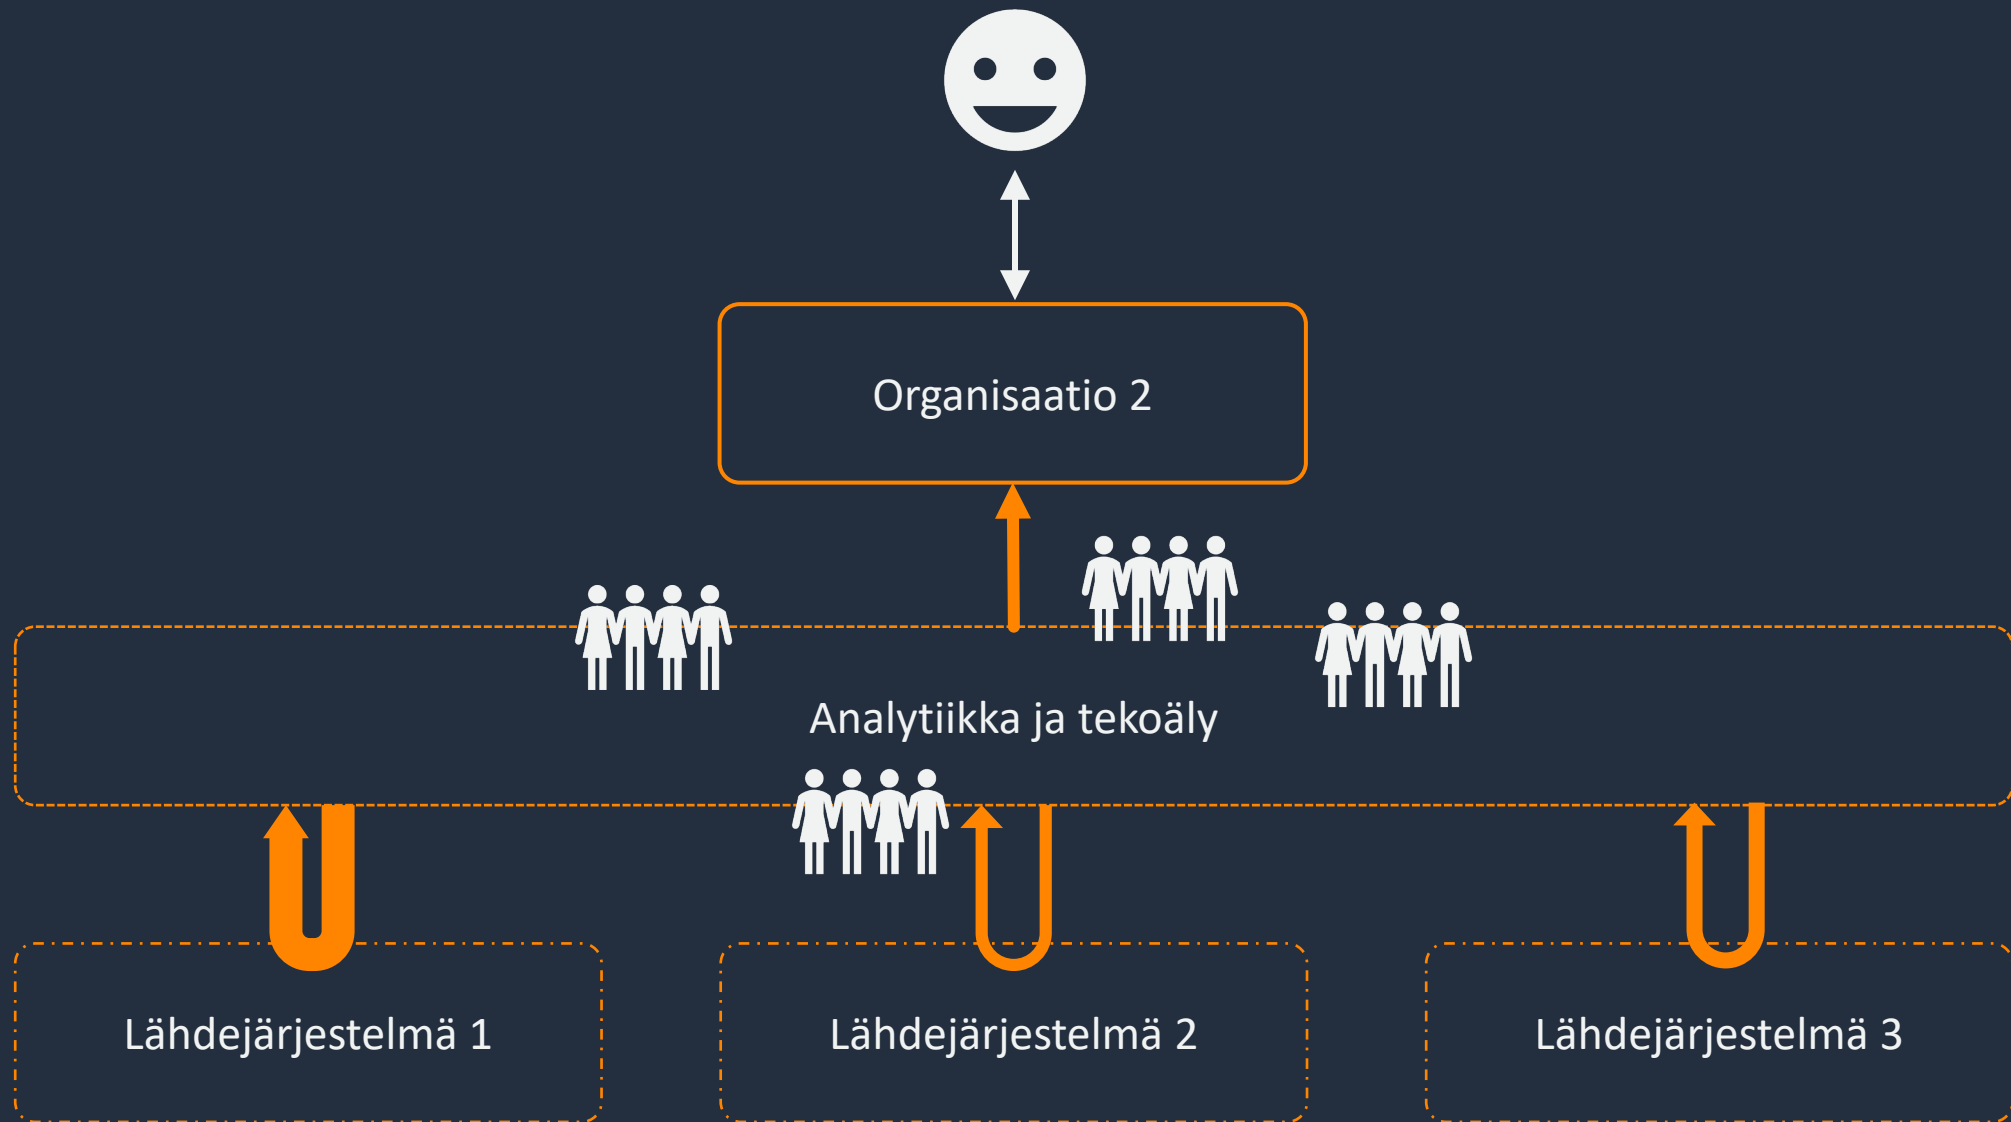 Organisaatio 2
Analytiikka ja tekoäly
Lähdejärjestelmä 1
Lähdejärjestelmä 2
Lähdejärjestelmä 3